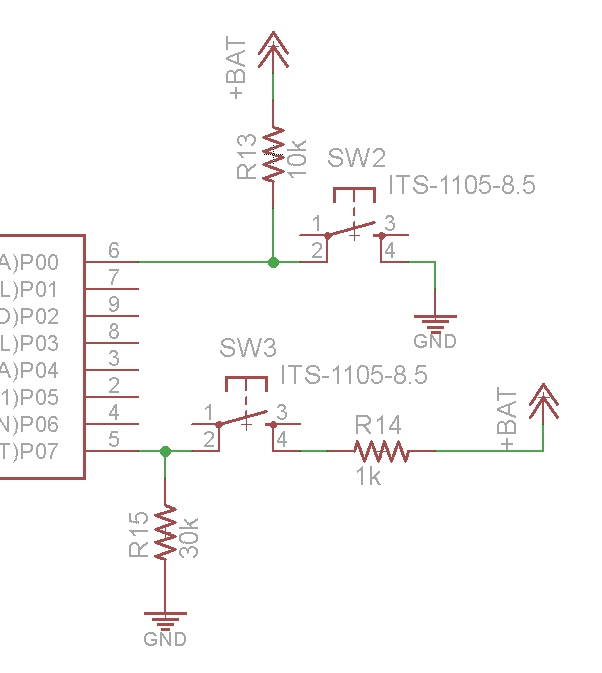 +BAT
R13
10k
SW2
ITS-1105-8.5
1
3
2
4
GND
A)P00
6
L)P01
7
O)P02
9
L)P03
8
A)P04
3
1)P05
2
N)P06
4
T)P07
5
SW3
ITS-1105-8.5
1
3
2
4
R14
1k
+BAT
R15
30k
GND